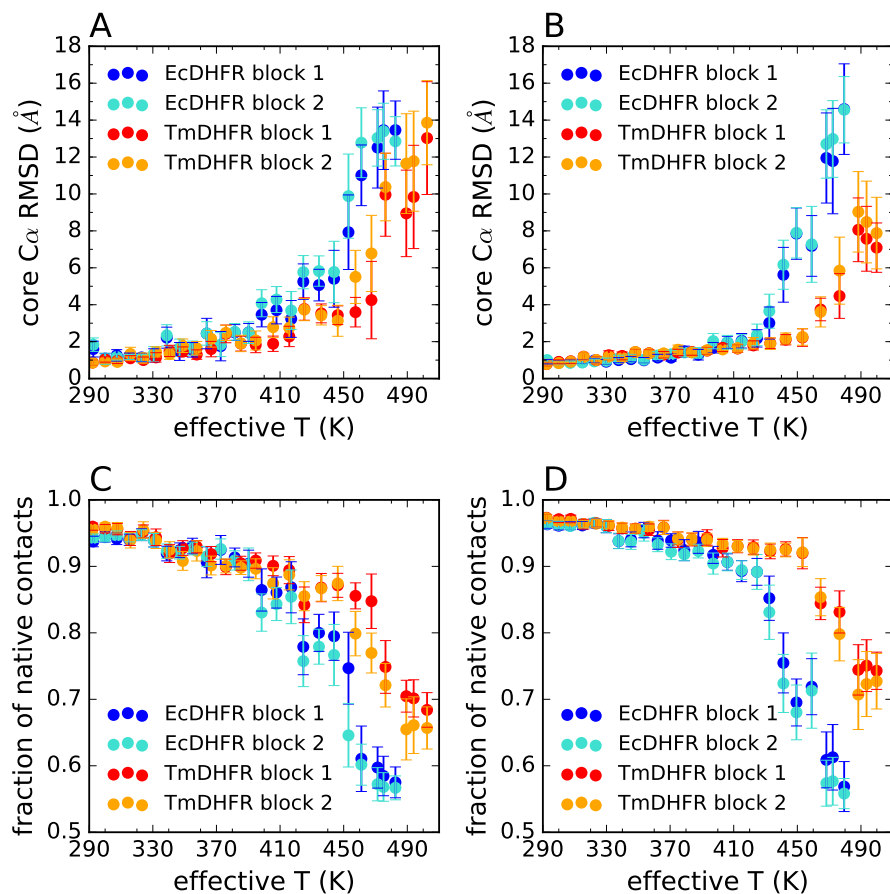 A
18
16
14
12
10
8
6
4
2
0
core Cα RMSD (Å)
EcDHFR block 1
EcDHFR block 2
TmDHFR block 1
TmDHFR block 2
290 330 370 410 450 490
effective T (K)
B
18
16
14
12
10
8
6
4
2
0
core Cα RMSD (Å)
EcDHFR block 1
EcDHFR block 2
TmDHFR block 1
TmDHFR block 2
290 330 370 410 450 490
effective T (K)
C
1.0
0.9
0.8
0.7
0.6
0.5
fraction of native contacts
EcDHFR block 1
EcDHFR block 2
TmDHFR block 1
TmDHFR block 2
290 330 370 410 450 490
effective T (K)
D
1.0
0.9
0.8
0.7
0.6
0.5
fraction of native contacts
EcDHFR block 1
EcDHFR block 2
TmDHFR block 1
TmDHFR block 2
290 330 370 410 450 490
effective T (K)